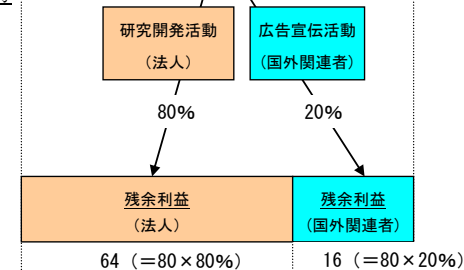 研究開発活動
(法人)
広告宣伝活動
(国外関連者)
80%
20%
残余利益
(法人)
残余利益
(国外関連者)
64 (=80×80%)
16 (=80×20%)